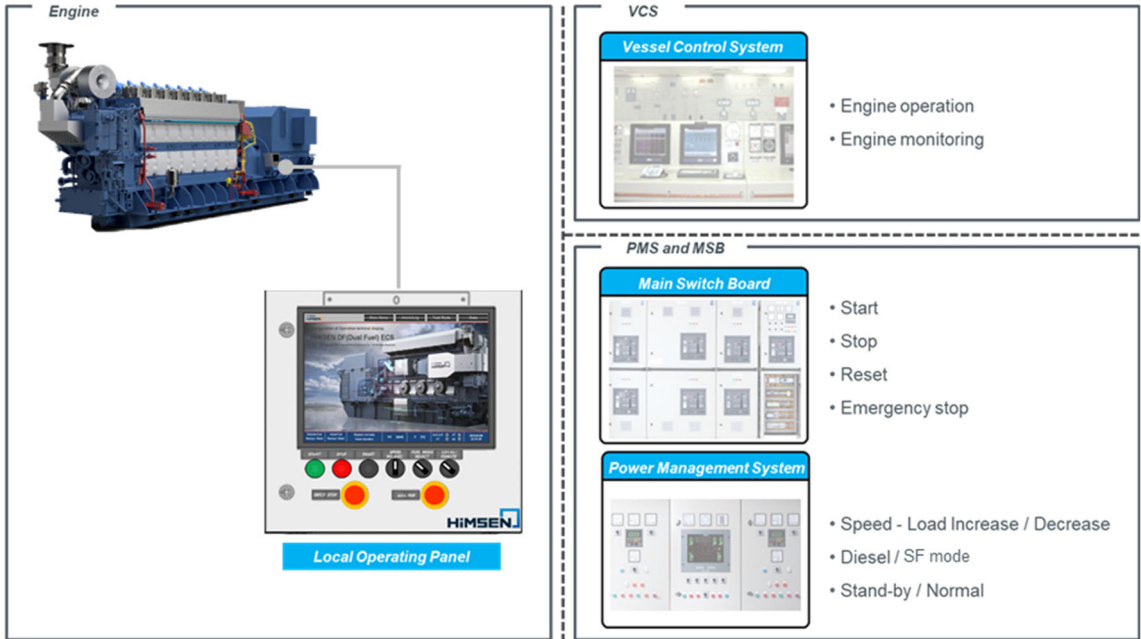 Engine
HiMSEN DF(Dual Fuel) ECS
START
STOP
RESET
HiMSEN
Local Operating Panel
VCS
Vessel Control System
• Engine operation
• Engine monitoring
PMS and MSB
Main Switch Board
• Start
• Stop
• Reset
• Emergency stop
Power Management System
• Speed - Load Increase / Decrease
• Diesel / SF mode
• Stand-by / Normal